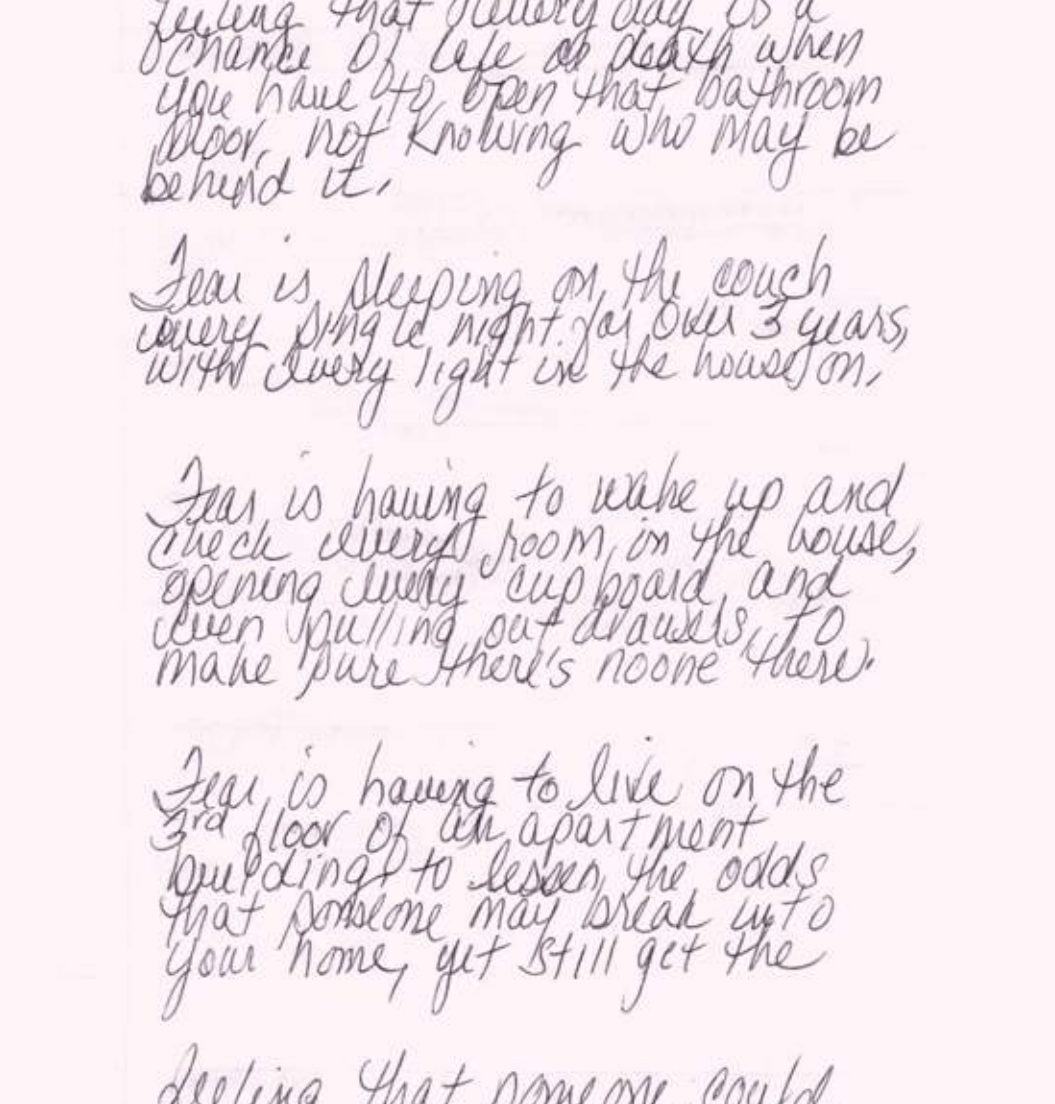 feeling that every day is a
chance of life or death when
you have to open that bathroom
door, not knowing who may be
behind it.
Fear is sleeping on the couch
every single night for over 3 years,
with every light in the house on.
Fear is having to wake up and
check every room in the house,
opening every cupboard, and
even pulling out drawers, to
make sure there's noone there.
Fear is having to live on the
3rd floor of an apartment
building to lessen the odds
that someone may break into
your home, yet still get the
feeling that someone could